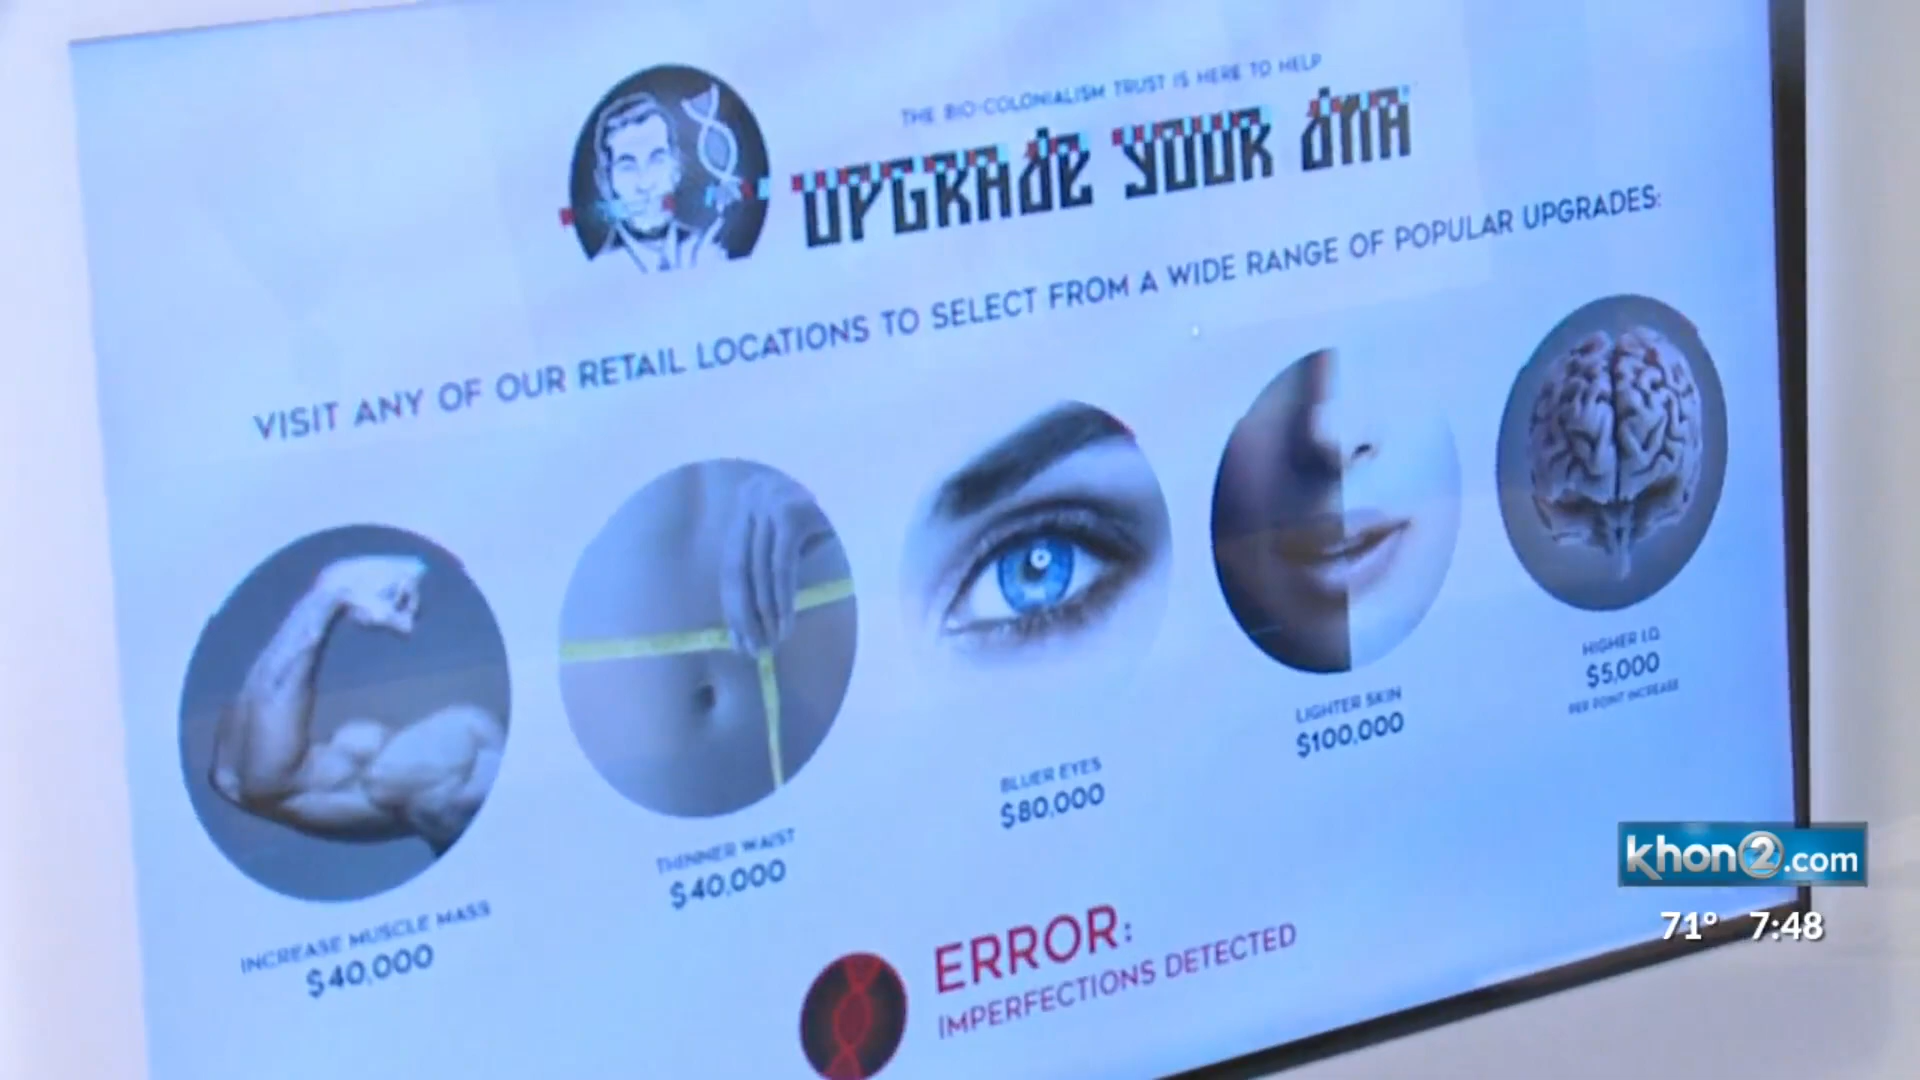 THE BIO-COLONIALISM TRUST IS HERE TO HELP
UPGRADE YOUR DNA
VISIT ANY OF OUR RETAIL LOCATIONS TO SELECT FROM A WIDE RANGE OF POPULAR UPGRADES:
INCREASE MUSCLE MASS
$40,000
THINNER WAIST
$40,000
BLUER EYES
$80,000
LIGHTER SKIN
$100,000
HIGHER I.Q.
$5,000
PER POINT INCREASE
ERROR:
IMPERFECTIONS DETECTED
khon2.com
71° 7:48